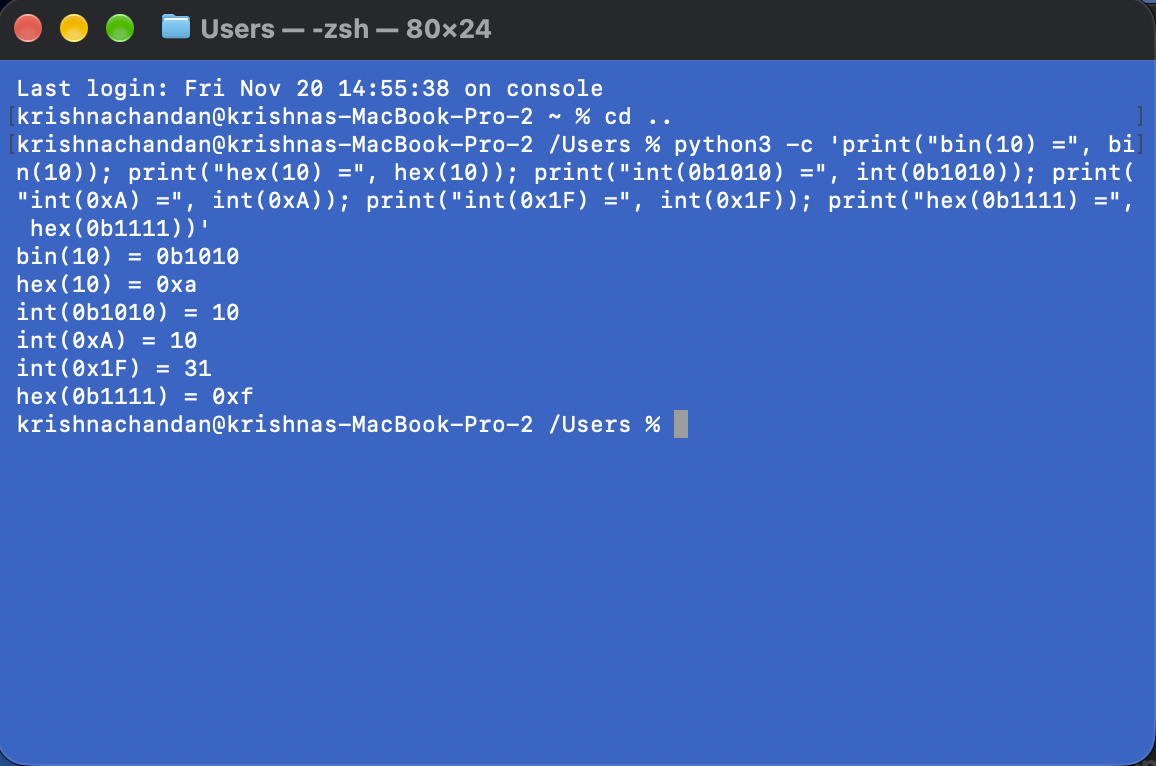 Users — -zsh — 80×24
Last login: Fri Nov 20 14:55:38 on console
[krishnachandan@krishnas-MacBook-Pro-2 ~ % cd ..                                ]
[krishnachandan@krishnas-MacBook-Pro-2 /Users % python3 -c 'print("bin(10) =", bi]
n(10)); print("hex(10) =", hex(10)); print("int(0b1010) =", int(0b1010)); print(
"int(0xA) =", int(0xA)); print("int(0x1F) =", int(0x1F)); print("hex(0b1111) =",
 hex(0b1111))'
bin(10) = 0b1010
hex(10) = 0xa
int(0b1010) = 10
int(0xA) = 10
int(0x1F) = 31
hex(0b1111) = 0xf
krishnachandan@krishnas-MacBook-Pro-2 /Users %